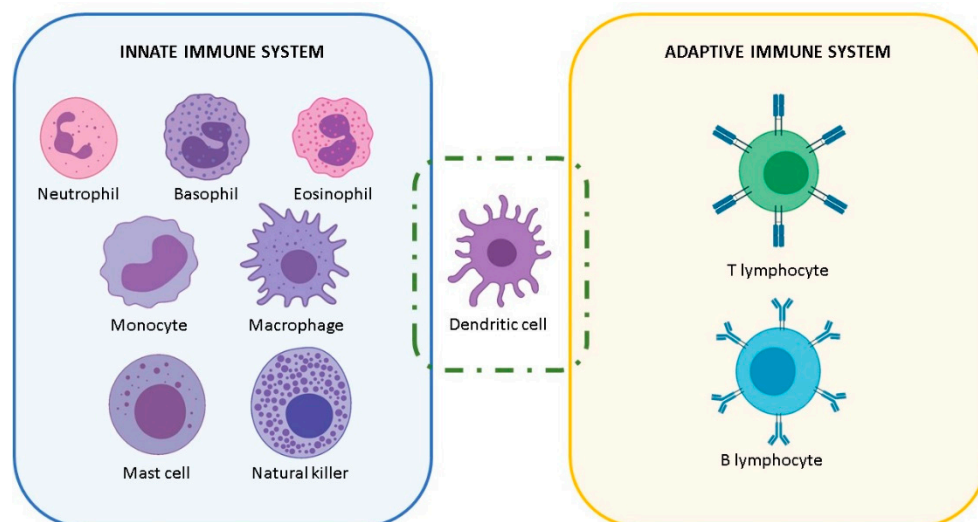 INNATE IMMUNE SYSTEM
ADAPTIVE IMMUNE SYSTEM
Neutrophil
Basophil
Eosinophil
Monocyte
Macrophage
Dendritic cell
T lymphocyte
Mast cell
Natural killer
B lymphocyte